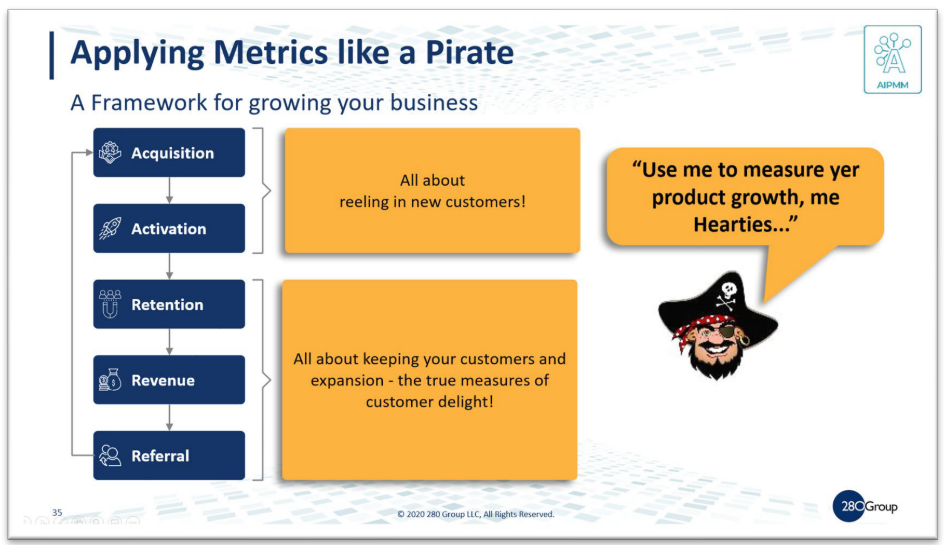 Applying Metrics like a Pirate
A Framework for growing your business
AIPMM
Acquisition
Activation
Retention
Revenue
Referral
All about
reeling in new customers!
All about keeping your customers and
expansion - the true measures of
customer delight!
“Use me to measure yer
product growth, me
Hearties...”
35
© 2020 280 Group LLC, All Rights Reserved.
280Group